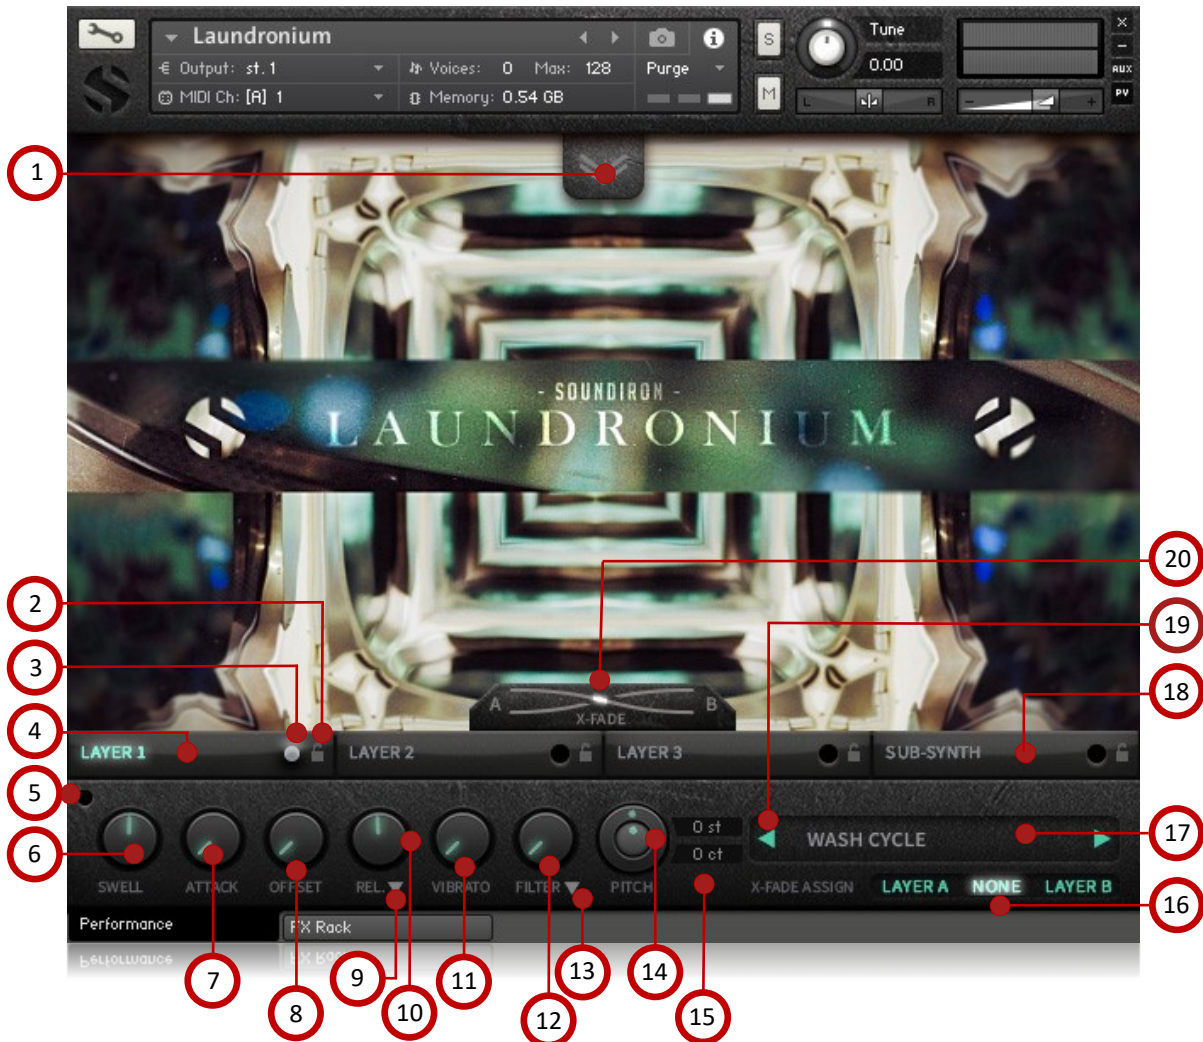 Laundronium
S
Tune
X
Output: st.1
Voices: 0 Max: 128
Purge
0.00
AUX
MIDI Ch: [A] 1
Memory: 0.54 GB
M
L
R
PV
1
- SOUNDIRON -
LAUNDRONIUM
20
2
19
3
18
A
B
X-FADE
4
LAYER 1
LAYER 2
LAYER 3
SUB-SYNTH
5
0 st
17
WASH CYCLE
6
0 ct
SWELL
ATTACK
OFFSET
REL.
VIBRATO
FILTER
PITCH
X-FADE ASSIGN
LAYER A
NONE
LAYER B
16
Performance
FX Rack
7
8
9
10
11
12
13
14
15